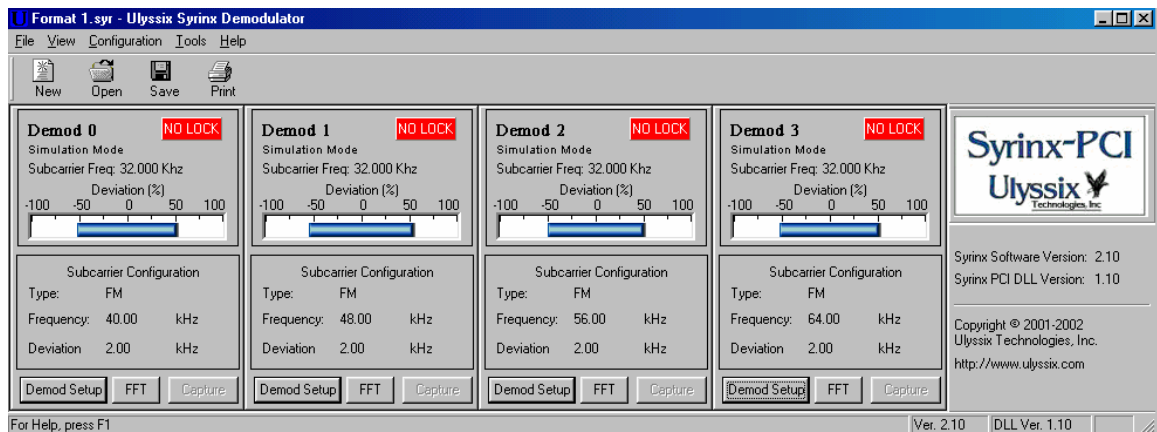 Format 1.syr - Ulyssix Syrinx Demodulator
File View Configuration Tools Help
New Open Save Print
Demod 0 NO LOCK
Simulation Mode
Subcarrier Freq: 32.000 Khz
Deviation (%)
-100 -50 0 50 100
Subcarrier Configuration
Type: FM
Frequency: 40.00 kHz
Deviation 2.00 kHz
Demod Setup FFT Capture
Demod 1 NO LOCK
Simulation Mode
Subcarrier Freq: 32.000 Khz
Deviation (%)
-100 -50 0 50 100
Subcarrier Configuration
Type: FM
Frequency: 48.00 kHz
Deviation 2.00 kHz
Demod Setup FFT Capture
Demod 2 NO LOCK
Simulation Mode
Subcarrier Freq: 32.000 Khz
Deviation (%)
-100 -50 0 50 100
Subcarrier Configuration
Type: FM
Frequency: 56.00 kHz
Deviation 2.00 kHz
Demod Setup FFT Capture
Demod 3 NO LOCK
Simulation Mode
Subcarrier Freq: 32.000 Khz
Deviation (%)
-100 -50 0 50 100
Subcarrier Configuration
Type: FM
Frequency: 64.00 kHz
Deviation 2.00 kHz
Demod Setup FFT Capture
Syrinx-PCI
Ulyssix
Technologies, Inc
Syrinx Software Version: 2.10
Syrinx PCI DLL Version: 1.10
Copyright © 2001-2002
Ulyssix Technologies, Inc.
http://www.ulyssix.com
For Help, press F1 Ver. 2.10 DLL Ver. 1.10